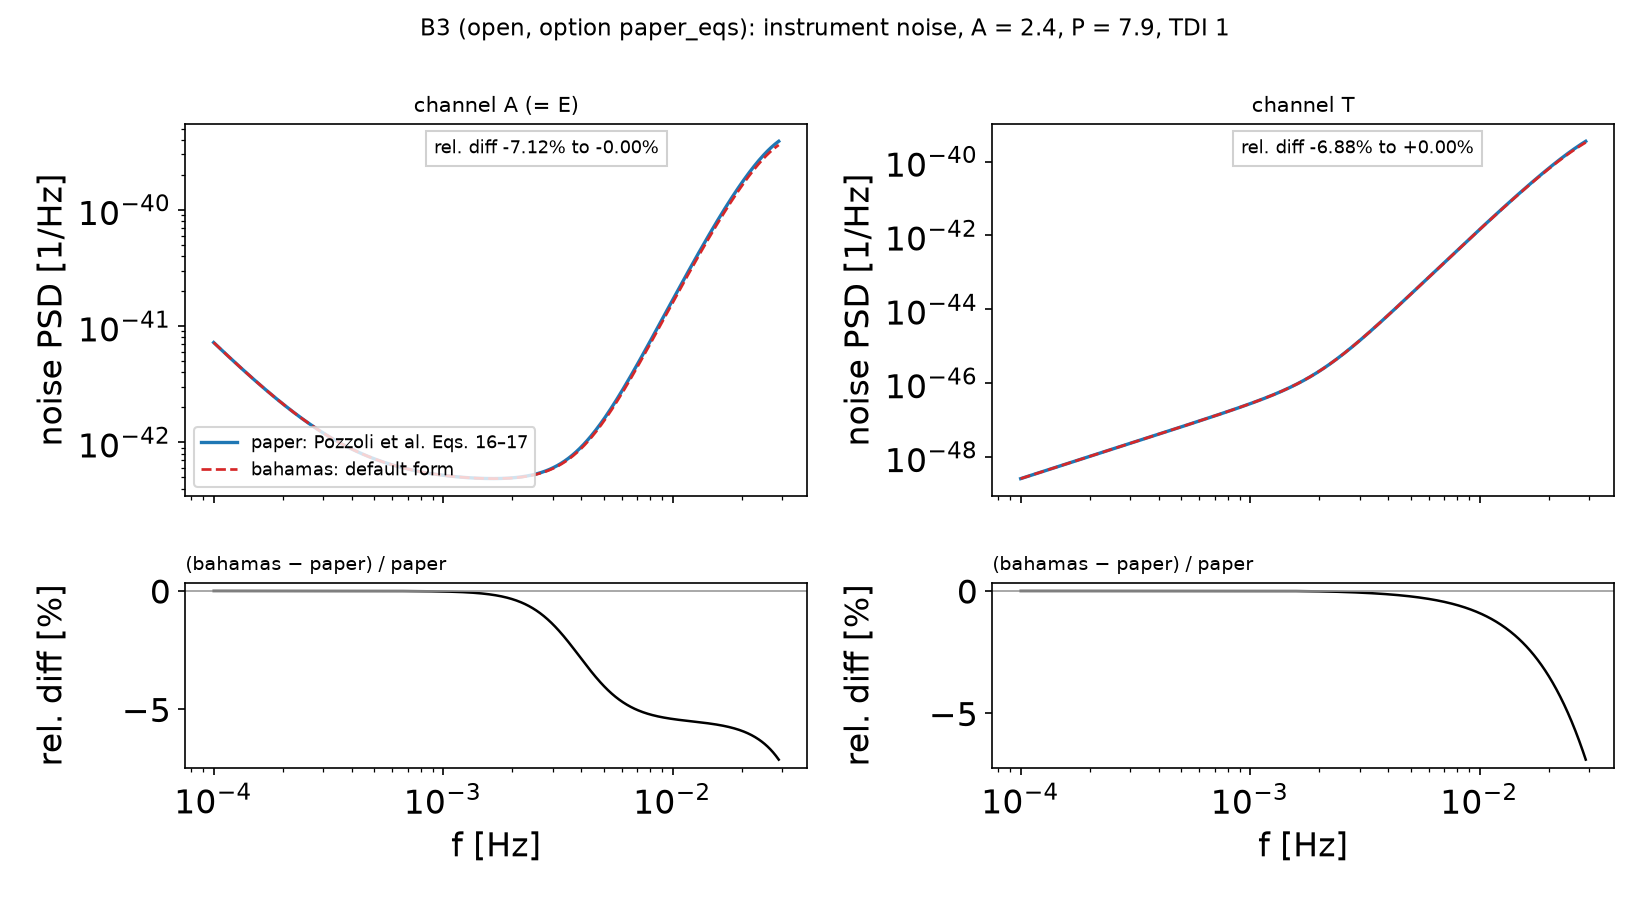 B3 (open, option paper_eqs): instrument noise, A = 2.4, P = 7.9, TDI 1
channel A (= E)
rel. diff -7.12% to -0.00%
noise PSD [1/Hz]
10⁻⁴⁰
10⁻⁴¹
10⁻⁴²
paper: Pozzoli et al. Eqs. 16–17
bahamas: default form
channel T
rel. diff -6.88% to +0.00%
noise PSD [1/Hz]
10⁻⁴⁰
10⁻⁴²
10⁻⁴⁴
10⁻⁴⁶
10⁻⁴⁸
(bahamas − paper) / paper
rel. diff [%]
0
−5
10⁻⁴ 10⁻³ 10⁻²
f [Hz]
(bahamas − paper) / paper
rel. diff [%]
0
−5
10⁻⁴ 10⁻³ 10⁻²
f [Hz]